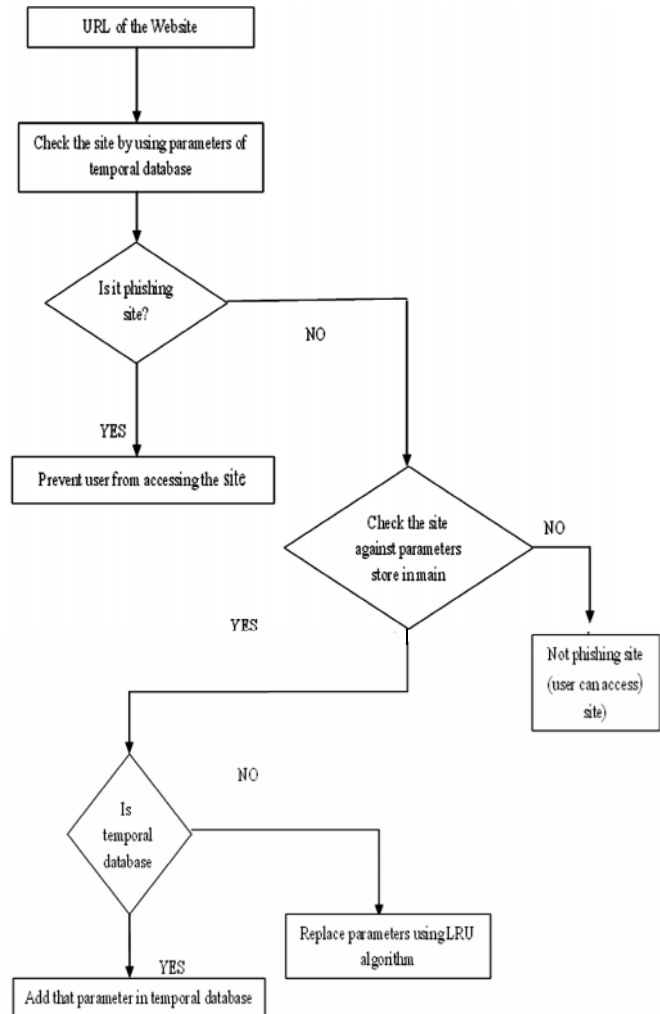 URL of the Website
Check the site by using parameters of
temporal database
Is it phishing
site?
NO
YES
Prevent user from accessing the site
Check the site
against parameters
store in main
NO
YES
Not phishing site
(user can access)
site)
NO
Is
temporal
database
Replace parameters using LRU
algorithm
YES
Add that parameter in temporal database